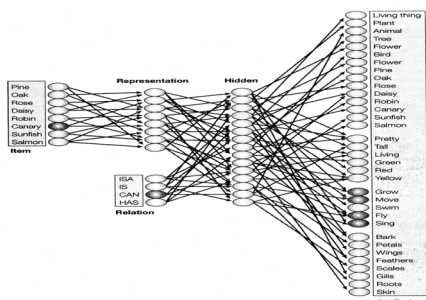 Pine
Oak
Rose
Daisy
Robin
Canary
Sunfish
Salmon
Item
Representation
Hidden
ISA
IS
CAN
HAS
Relation
Living thing
Plant
Animal
Tree
Flower
Bird
Flower
Pine
Oak
Rose
Daisy
Robin
Canary
Sunfish
Salmon
Pretty
Tall
Living
Green
Red
Yellow
Grow
Move
Swim
Fly
Sing
Bark
Petals
Wings
Feathers
Scales
Gills
Roots
Skin